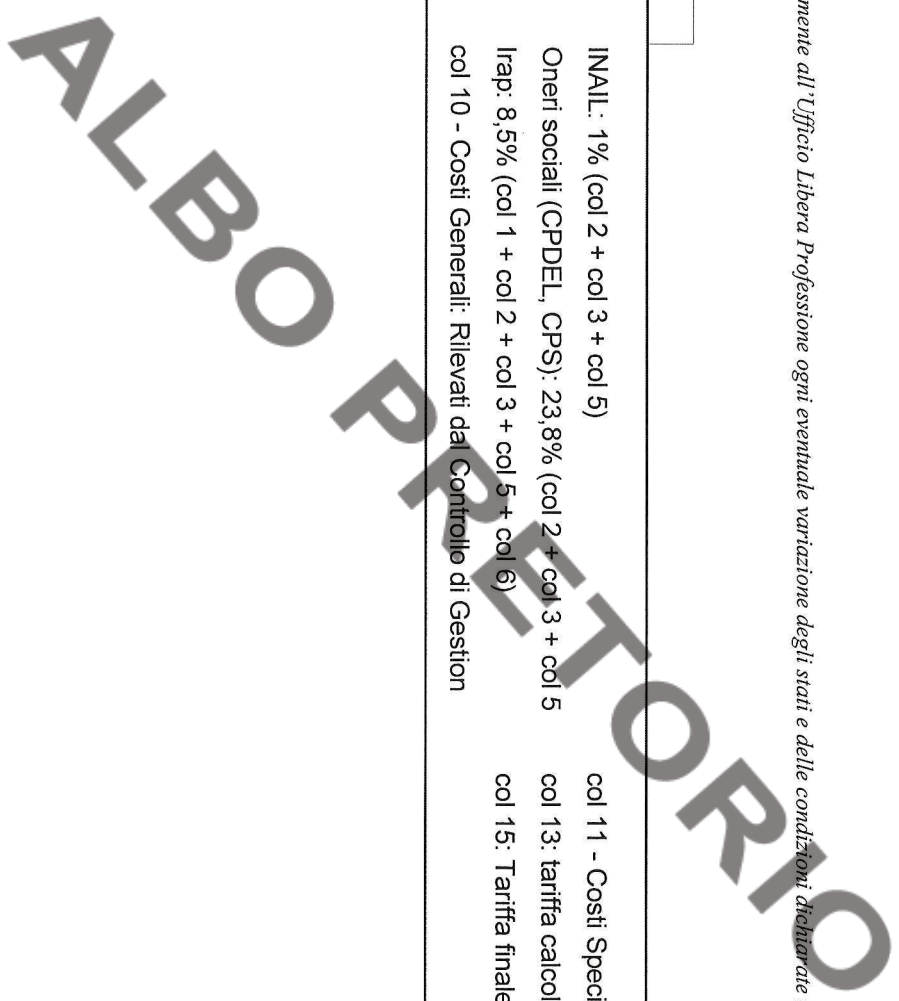 mente all'Ufficio Libera Professione ogni eventuale variazione degli stati e delle condizioni dichiarate
INAIL: 1% (col 2 + col 3 + col 5)
col 11 - Costi Speci
Oneri sociali (CPDEL, CPS): 23,8% (col 2 + col 3 + col 5
col 13: tariffa calcol
Irap: 8,5% (col 1 + col 2 + col 3 + col 5 + col 6)
col 15: Tariffa finale
col 10 - Costi Generali: Rilevati dal Controllo di Gestion
ALBO PRETORIO